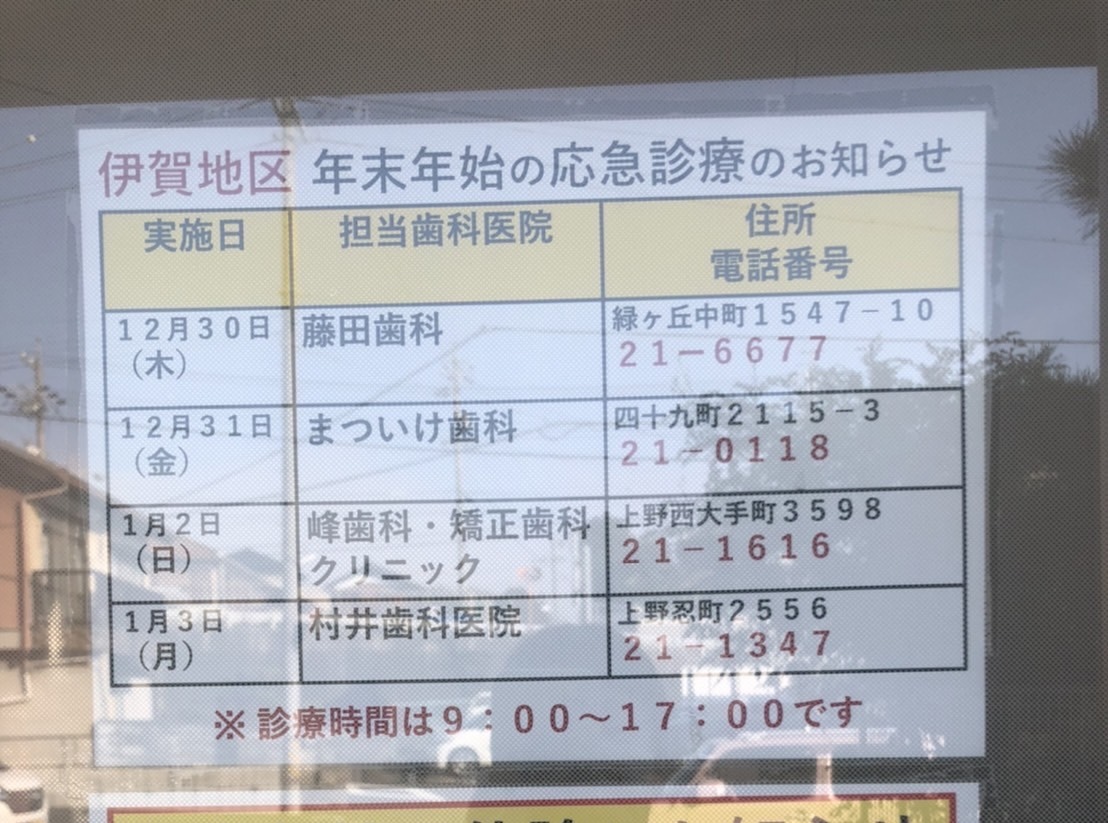 伊賀地区 年末年始の応急診療のお知らせ
実施日 担当歯科医院 住所
電話番号
12月30日 藤田歯科 緑ヶ丘中町1547-10
（木） 21-6677
12月31日 まついけ歯科 四十九町2115-3
（金） 21-0118
1月2日 峰歯科・矯正歯科 上野西大手町3598
（日） クリニック 21-1616
1月3日 村井歯科医院 上野忍町2556
（月） 21-1347
※診療時間は9：00～17：00です